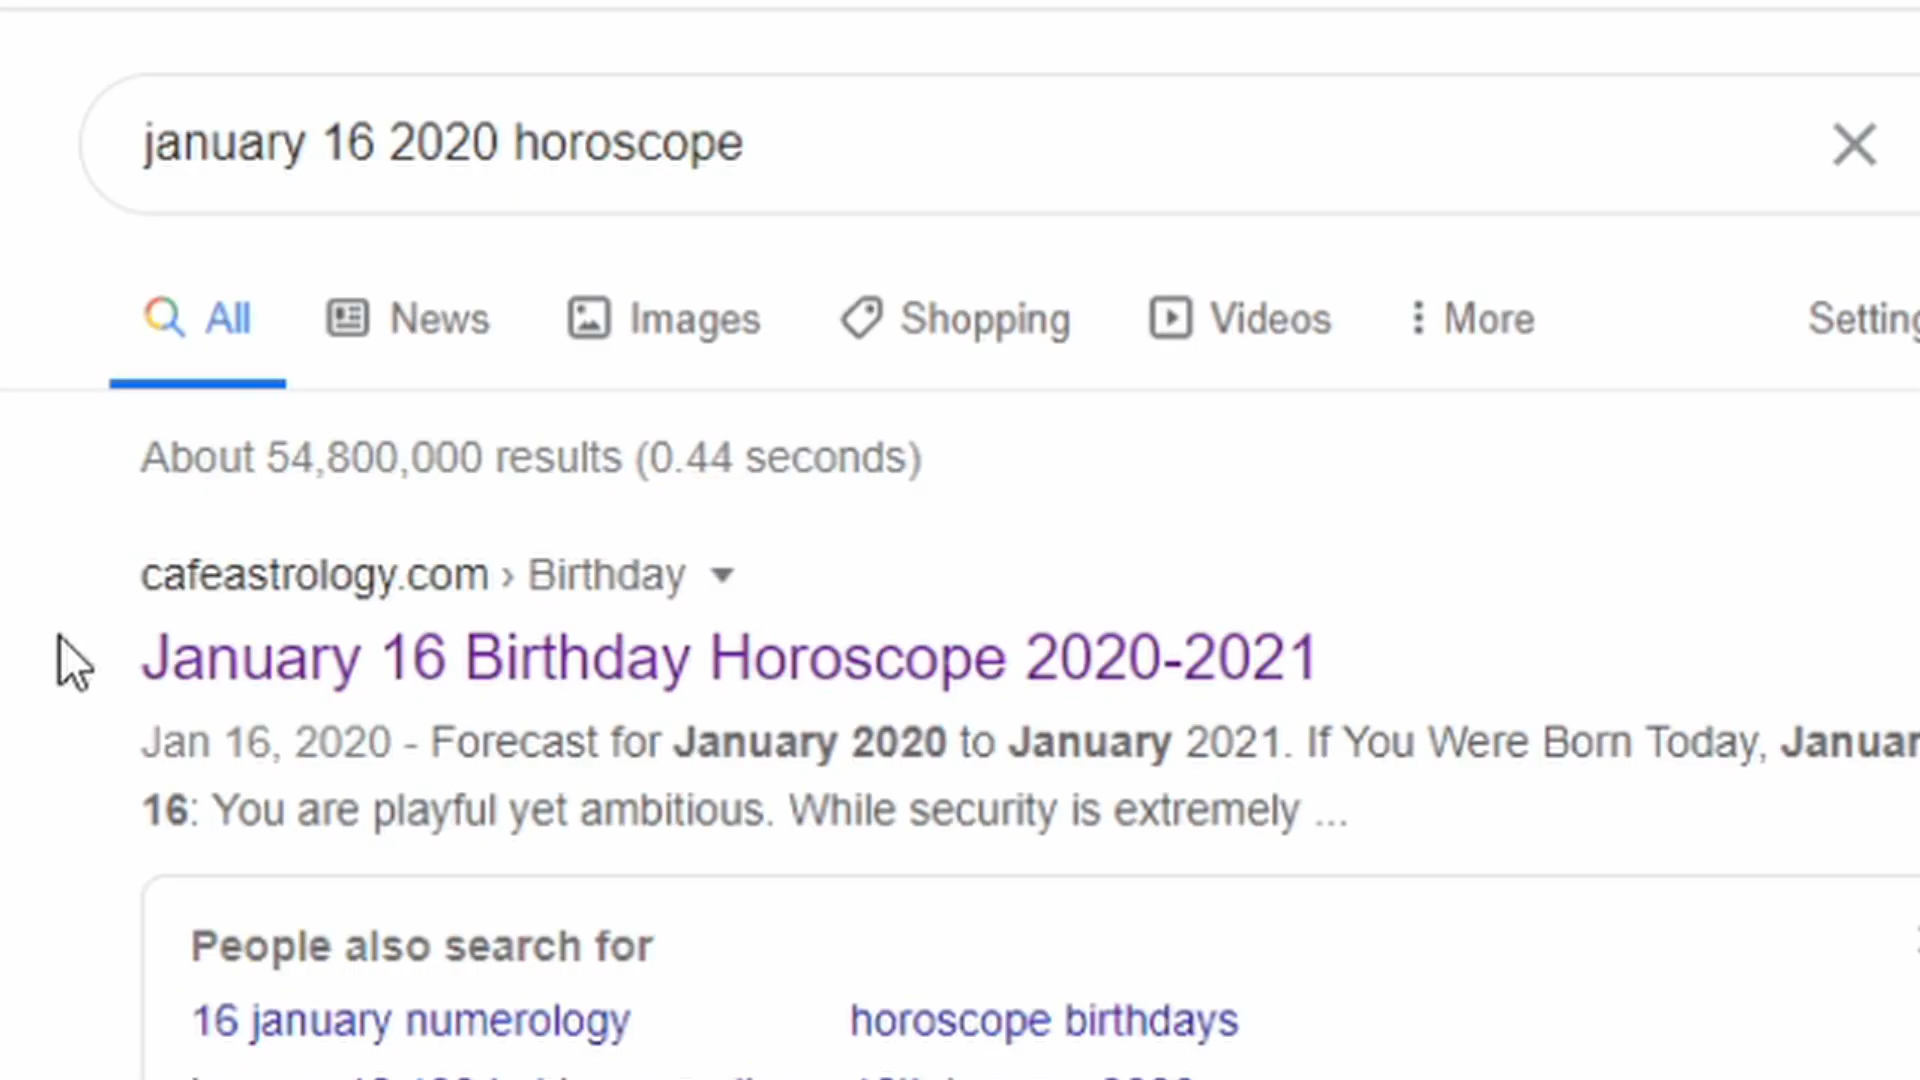 january 16 2020 horoscope
All News Images Shopping Videos More
About 54,800,000 results (0.44 seconds)
cafeastrology.com › Birthday
January 16 Birthday Horoscope 2020-2021
Jan 16, 2020 - Forecast for January 2020 to January 2021. If You Were Born Today,
16: You are playful yet ambitious. While security is extremely ...
People also search for
16 january numerology horoscope birthdays